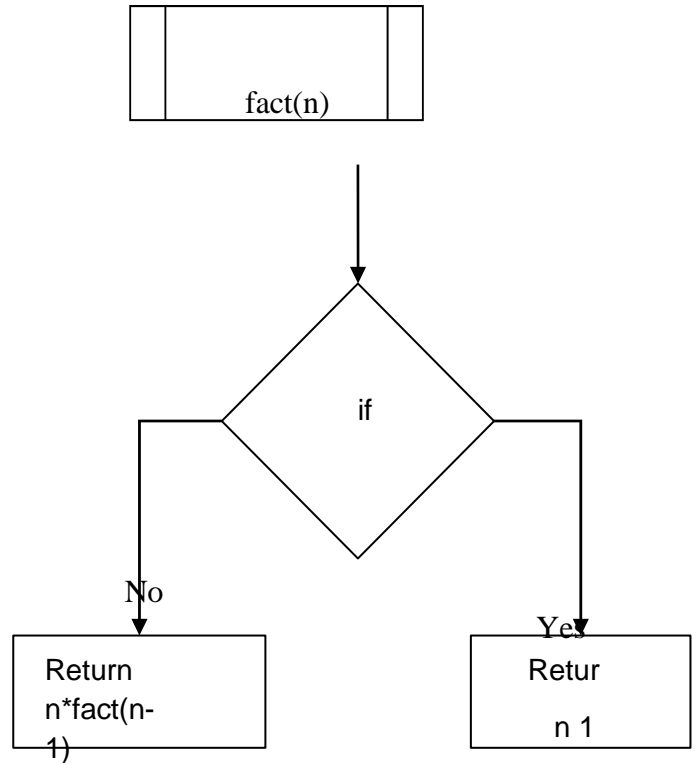 fact(n)
if
No
Yes
Return
n*fact(n-
1)
Retur
n 1